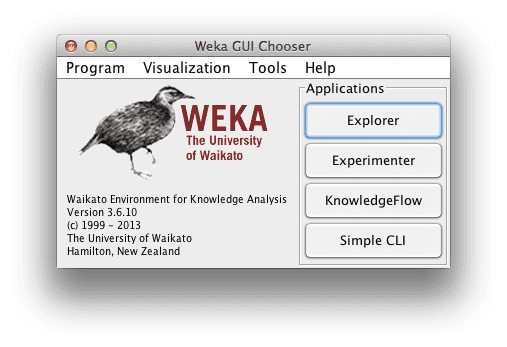 Weka GUI Chooser
Program Visualization Tools Help
WEKA
The University
of Waikato
Waikato Environment for Knowledge Analysis
Version 3.6.10
(c) 1999 – 2013
The University of Waikato
Hamilton, New Zealand
Applications
Explorer
Experimenter
KnowledgeFlow
Simple CLI